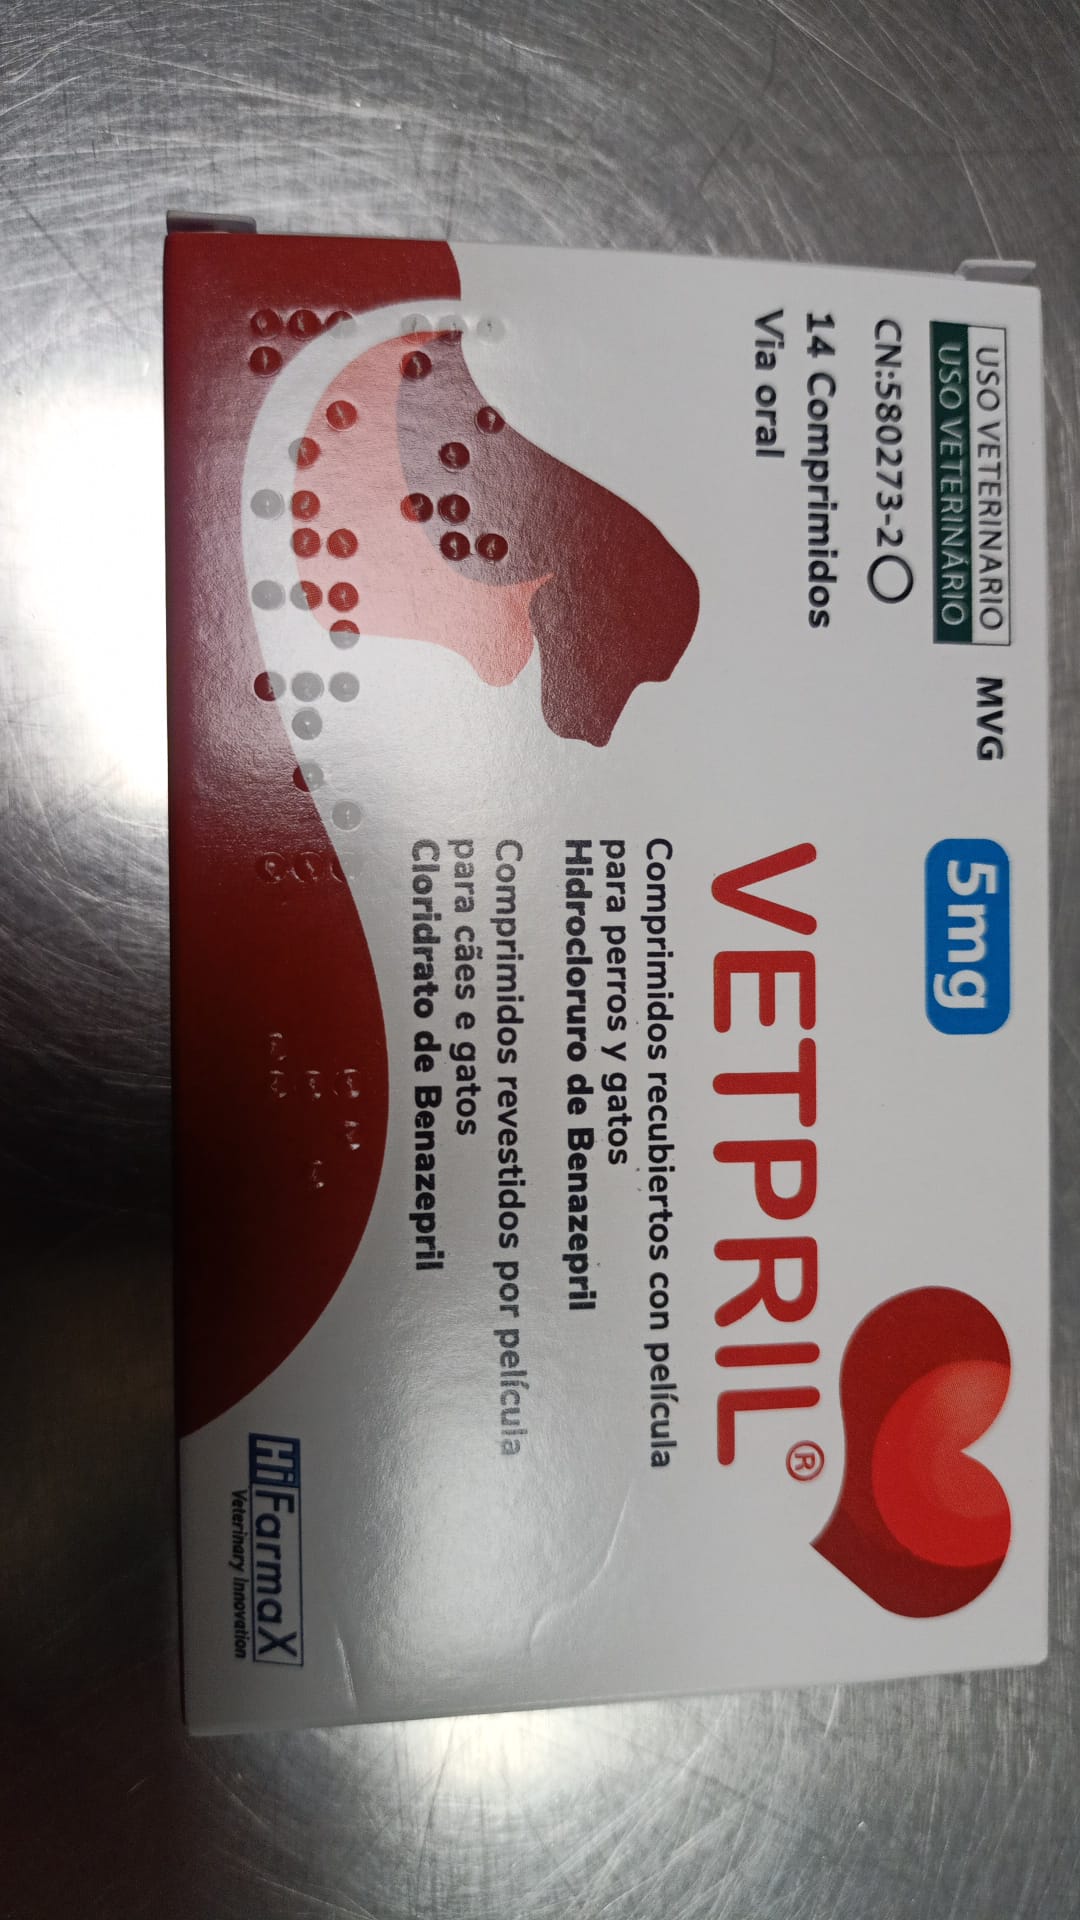 USO VETERINARIO
USO VETERINÁRIO
MVG
5mg
CN:580273-2
14 Comprimidos
Via oral
VETPRIL®
Comprimidos recubiertos con película
para perros y gatos
Hidrocloruro de Benazepril
Comprimidos revestidos por película
para cães e gatos
Cloridrato de Benazepril
HiFarmaX
Veterinary Innovation